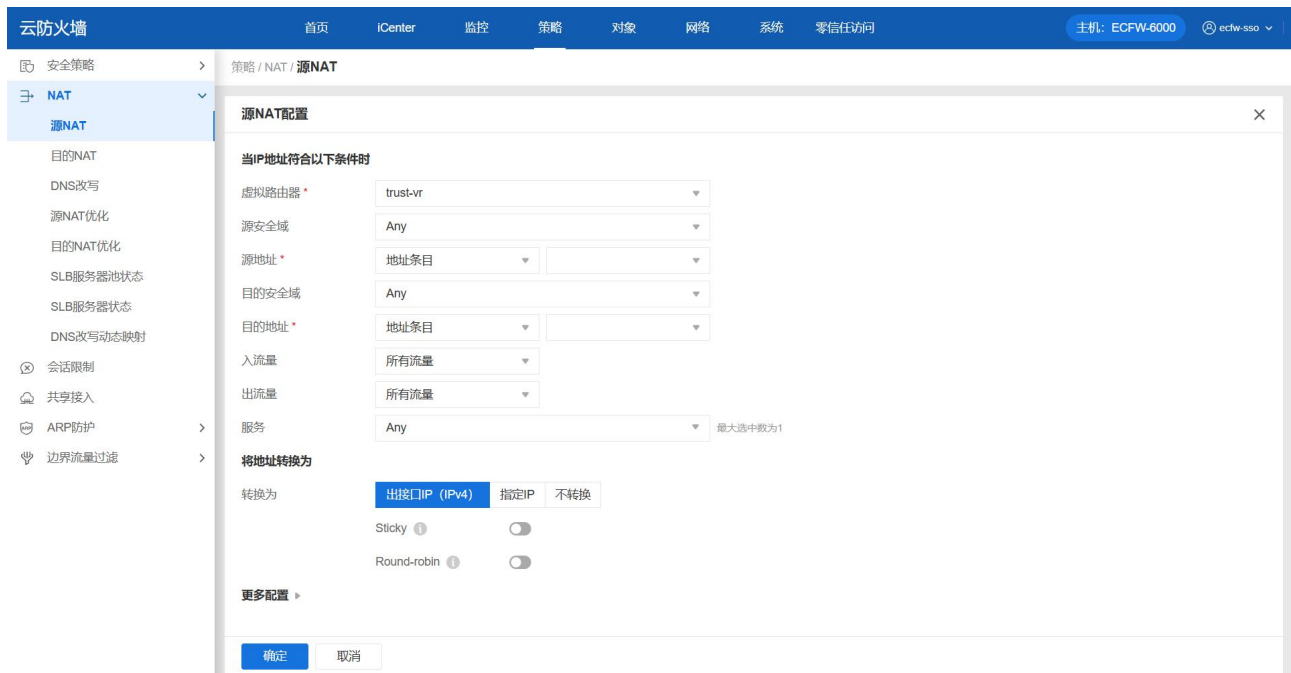 云防火墙 首页 iCenter 监控 策略 对象 网络 系统 零信任访问 主机：ECFW-6000 ecfw-sso
安全策略
NAT
源NAT
目的NAT
DNS改写
源NAT优化
目的NAT优化
SLB服务器池状态
SLB服务器状态
DNS改写动态映射
会话限制
共享接入
ARP防护
边界流量过滤
策略 / NAT / 源NAT
源NAT配置
当IP地址符合以下条件时
虚拟路由器 * trust-vr
源安全域 Any
源地址 * 地址条目
目的安全域 Any
目的地址 * 地址条目
入流量 所有流量
出流量 所有流量
服务 Any 最大选中数为1
将地址转换为
转换为 出接口IP（IPv4） 指定IP 不转换
Sticky
Round-robin
更多配置
确定 取消